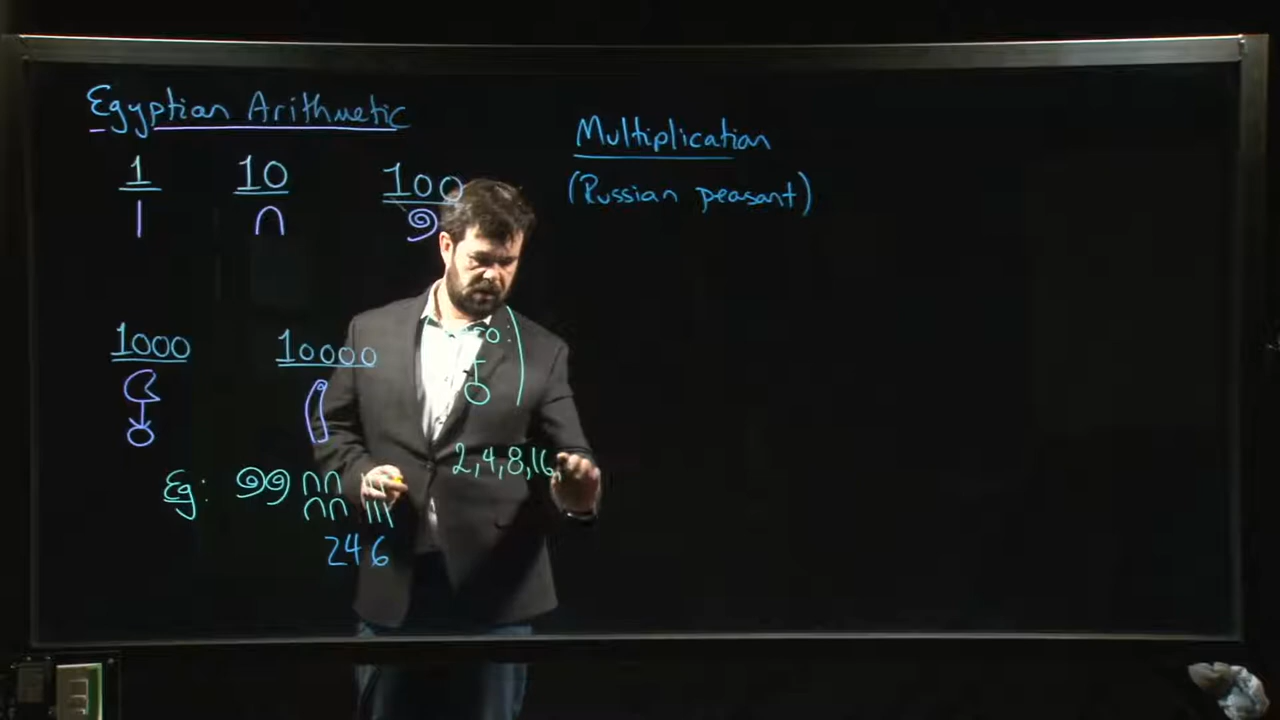 Egyptian Arithmetic
1 10 100
1000 10000
Eg:
246
2,4,8,16
Multiplication
(Russian peasant)